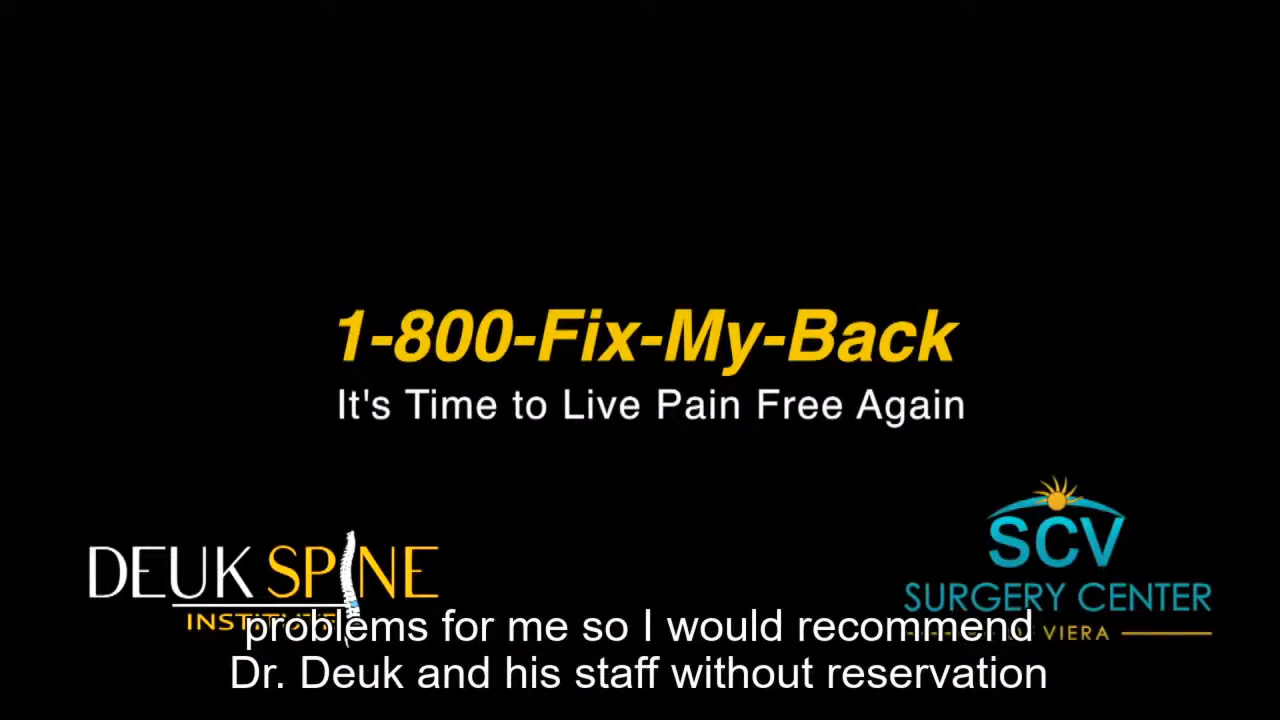 1-800-Fix-My-Back
It's Time to Live Pain Free Again
SCV
DEUK SPINE
SURGERY CENTER
INSTITUTE
VIERA
problems for me so I would recommend
Dr. Deuk and his staff without reservation